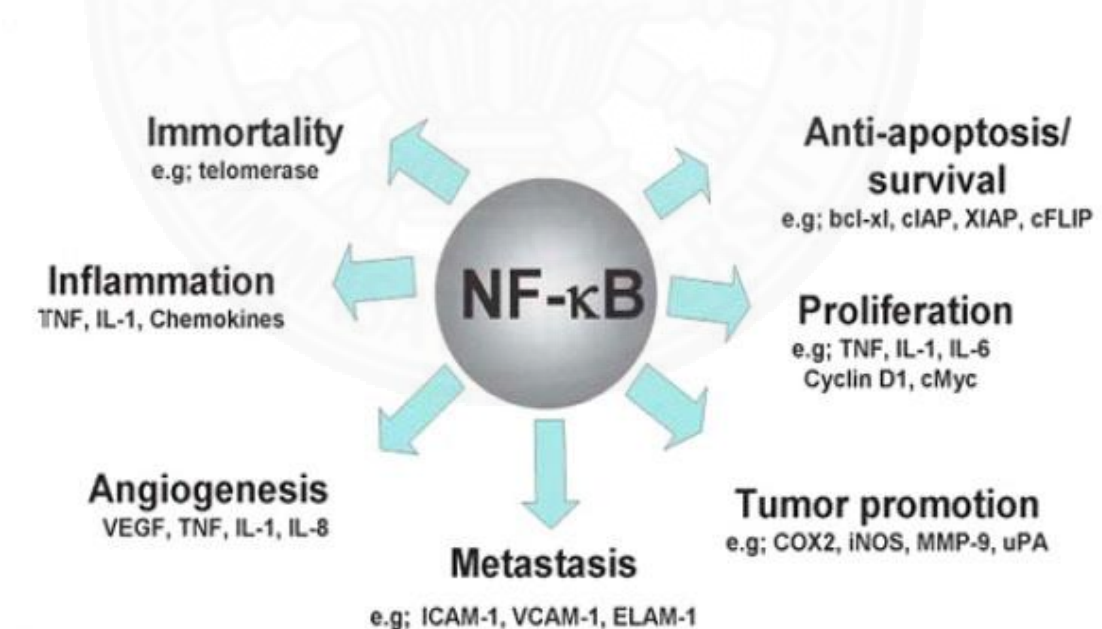 Immortality
e.g; telomerase
Anti-apoptosis/
survival
e.g; bcl-xl, cIAP, XIAP, cFLIP
Inflammation
TNF, IL-1, Chemokines
NF-κB
Proliferation
e.g; TNF, IL-1, IL-6
Cyclin D1, cMyc
Angiogenesis
VEGF, TNF, IL-1, IL-8
Tumor promotion
e.g; COX2, iNOS, MMP-9, uPA
Metastasis
e.g; ICAM-1, VCAM-1, ELAM-1